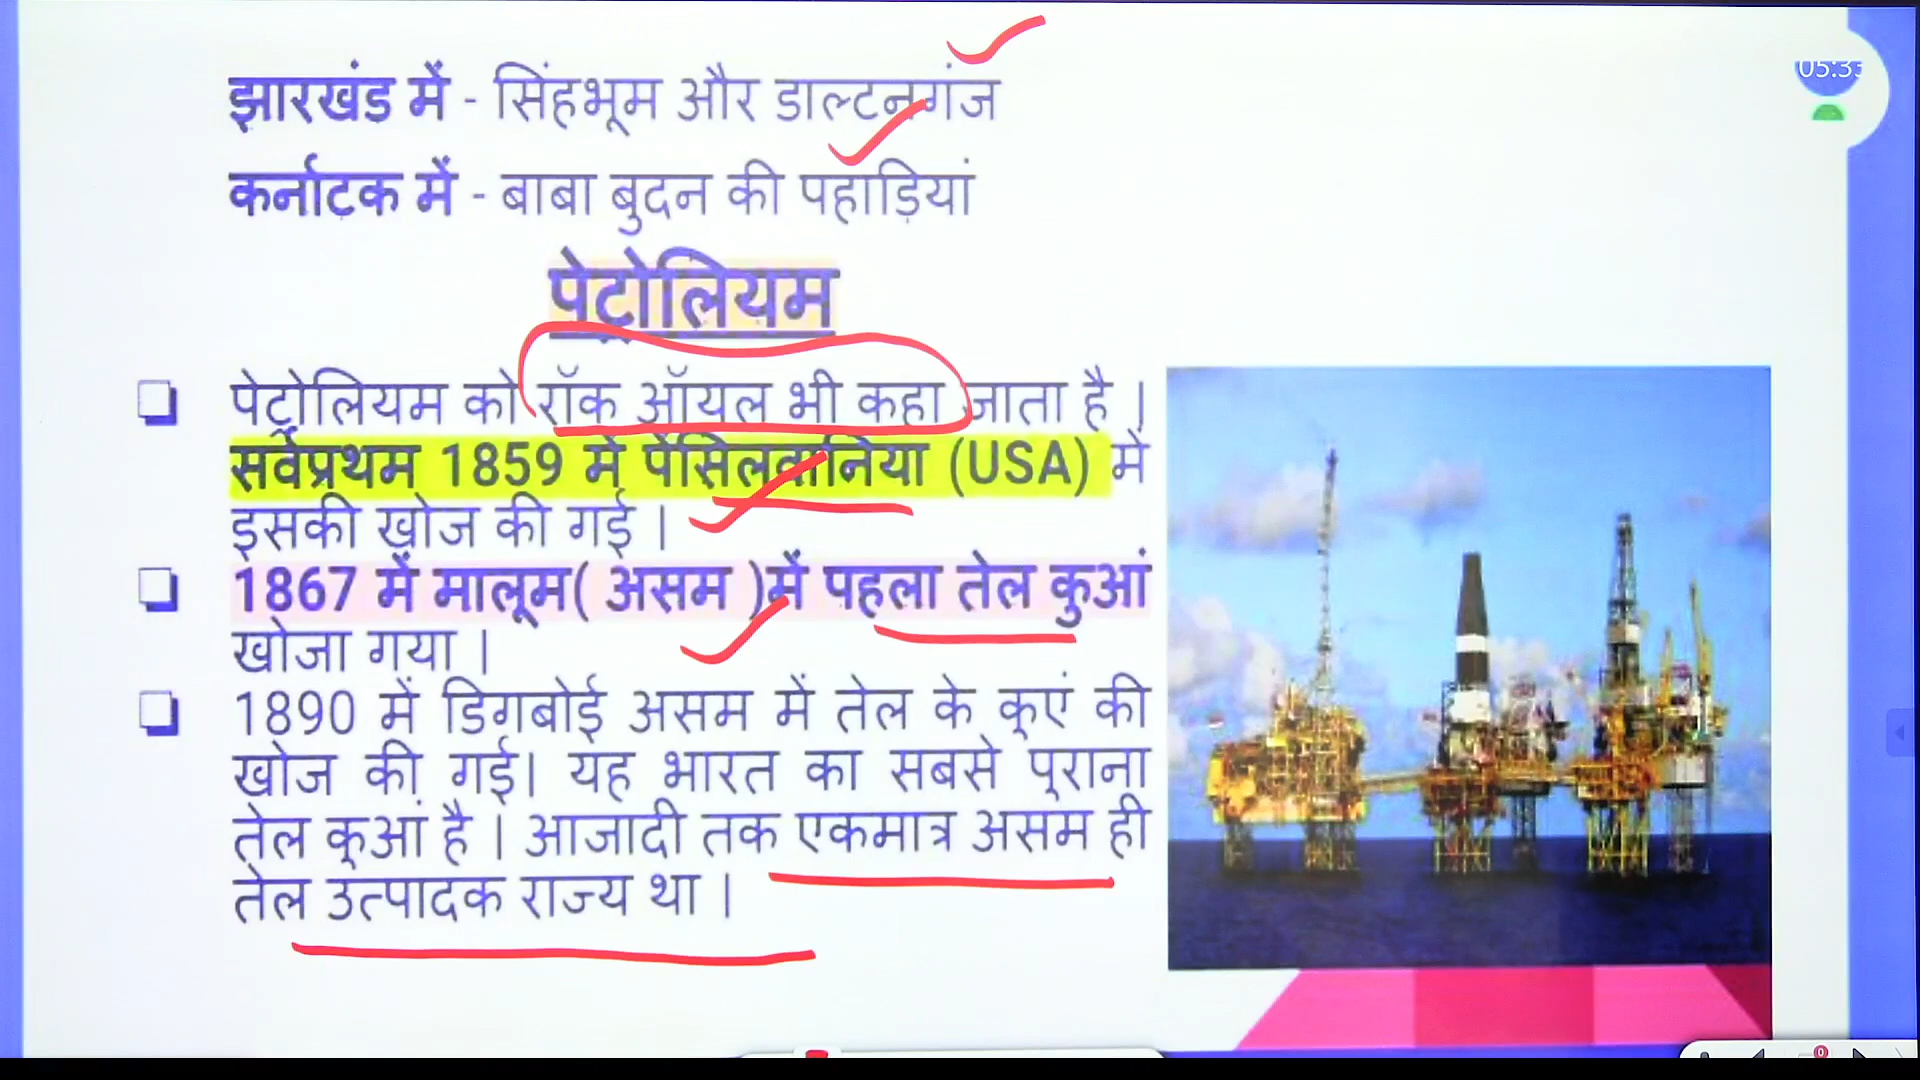 झारखंड में - सिंहभूम और डाल्टनगंज
कर्नाटक में - बाबा बुदन की पहाड़ियां
पेट्रोलियम
पेट्रोलियम को रॉक ऑयल भी कहा जाता है ।
सर्वप्रथम 1859 में पेंसिलवानिया (USA) में
इसकी खोज की गई ।
1867 में मालूम( असम )में पहला तेल कुआं
खोजा गया ।
1890 में डिगबोई असम में तेल के कुएं की
खोज की गई। यह भारत का सबसे पुराना
तेल कुआं है । आजादी तक एकमात्र असम ही
तेल उत्पादक राज्य था ।